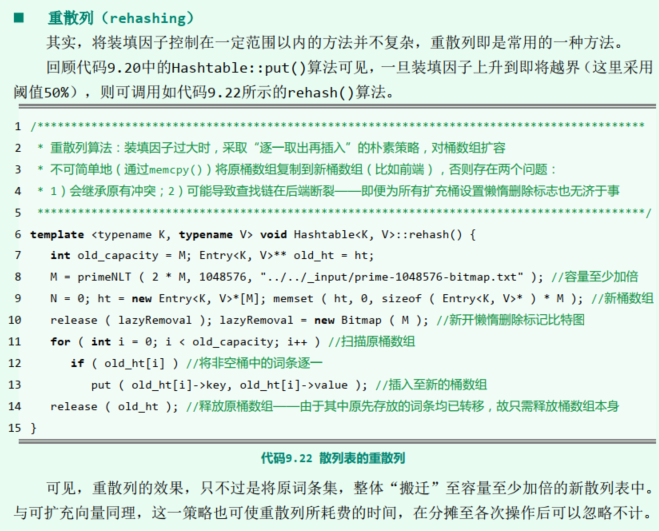 ■ 重散列（rehashing）
其实，将装填因子控制在一定范围以内的方法并不复杂，重散列即是常用的一种方法。
回顾代码9.20中的Hashtable::put()算法可见，一旦装填因子上升到即将越界（这里采用
阈值50%），则可调用如代码9.22所示的rehash()算法。
1 /******************************************************************************************
2 * 重散列算法：装填因子过大时，采取“逐一取出再插入”的朴素策略，对桶数组扩容
3 * 不可简单地（通过memcpy()）将原桶数组复制到新桶数组（比如前端），否则存在两个问题：
4 * 1）会继承原有冲突；2）可能导致查找链在后端断裂——即便为所有扩充桶设置懒惰删除标志也无济于事
5 ******************************************************************************************/
6 template <typename K, typename V> void Hashtable<K, V>::rehash() {
7 int old_capacity = M; Entry<K, V>** old_ht = ht;
8 M = primeNLT ( 2 * M, 1048576, "../../_input/prime-1048576-bitmap.txt" ); //容量至少加倍
9 N = 0; ht = new Entry<K, V>*[M]; memset ( ht, 0, sizeof ( Entry<K, V>* ) * M ); //新桶数组
10 release ( lazyRemoval ); lazyRemoval = new Bitmap ( M ); //新开懒惰删除标记比特图
11 for ( int i = 0; i < old_capacity; i++ ) //扫描原桶数组
12 if ( old_ht[i] ) //将非空桶中的词条逐一
13 put ( old_ht[i]->key, old_ht[i]->value ); //插入至新的桶数组
14 release ( old_ht ); //释放原桶数组——由于其中原先存放的词条均已转移，故只需释放桶数组本身
15 }
代码9.22 散列表的重散列
可见，重散列的效果，只不过是将原词条集，整体“搬迁”至容量至少加倍的新散列表中。
与可扩充向量同理，这一策略也可使重散列所耗费的时间，在分摊至各次操作后可以忽略不计。